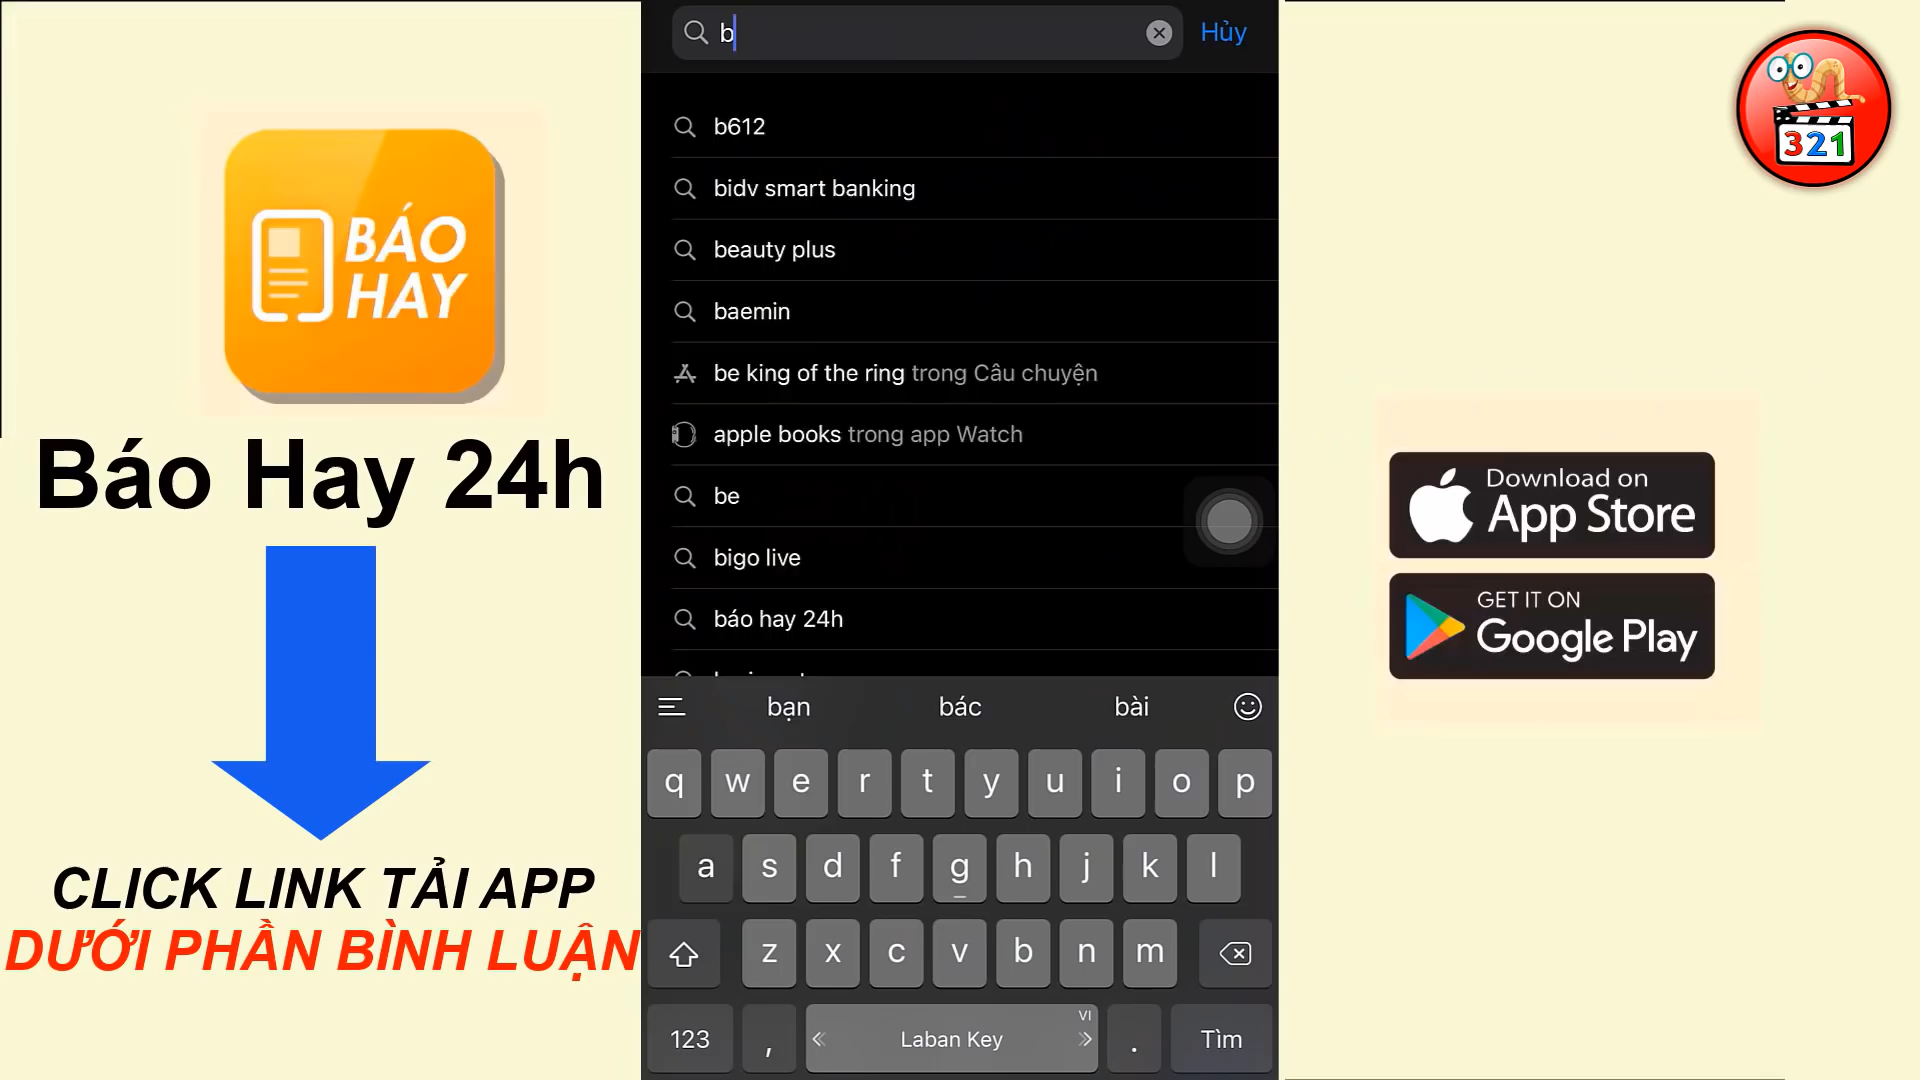 BÁO
HAY
Báo Hay 24h
CLICK LINK TẢI APP
DƯỚI PHẦN BÌNH LUẬN
b
Hủy
b612
bidv smart banking
beauty plus
baemin
be king of the ring trong Câu chuyện
apple books trong app Watch
be
bigo live
báo hay 24h
bạn bác bài
q w e r t y u i o p
a s d f g h j k l
z x c v b n m
123 , Laban Key VI . Tìm
321
Download on
App Store
GET IT ON
Google Play